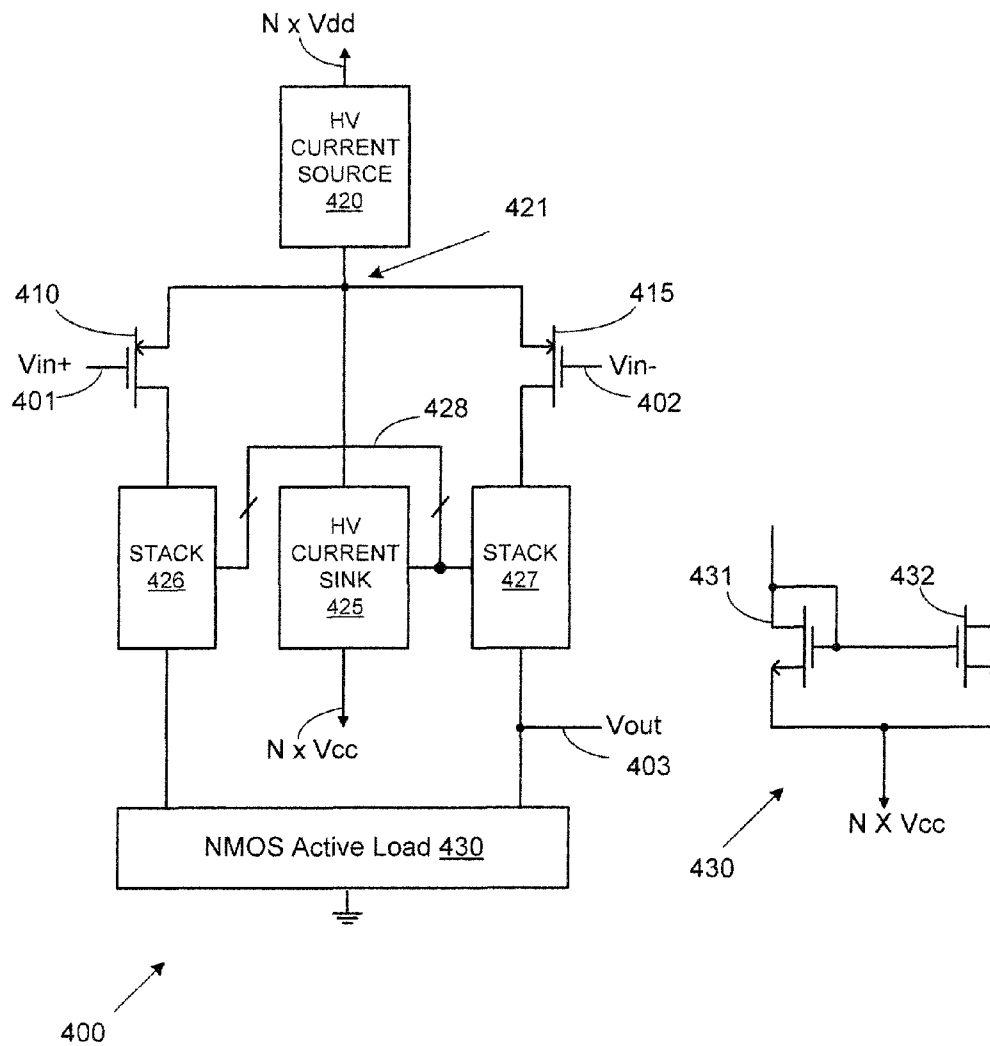 N x Vdd
HV
CURRENT
SOURCE
420
421
410
415
Vin+
Vin-
401
402
428
STACK
426
HV
CURRENT
SINK
425
STACK
427
431
432
N x Vcc
Vout
403
NMOS Active Load 430
N X Vcc
430
400